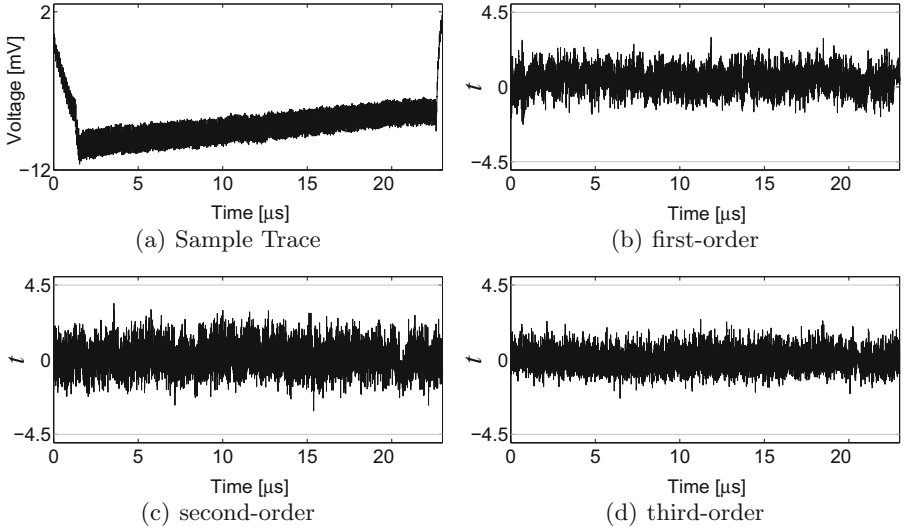 2
Voltage [mV]
−12
0 5 10 15 20
Time [µs]
(a) Sample Trace
4.5
t
0
−4.5
0 5 10 15 20
Time [µs]
(b) first-order
4.5
t
0
−4.5
0 5 10 15 20
Time [µs]
(c) second-order
4.5
t
0
−4.5
0 5 10 15 20
Time [µs]
(d) third-order